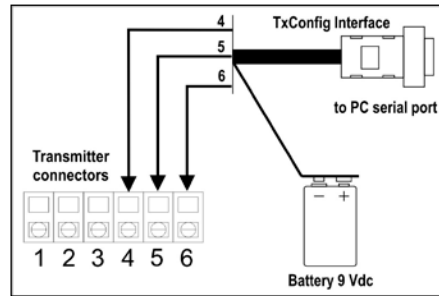 4
TxConfig Interface
5
6
to PC serial port
Transmitter
connectors
1 2 3 4 5 6
− +
Battery 9 Vdc